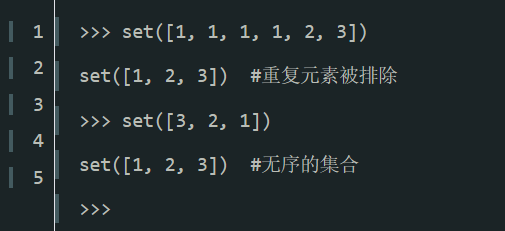 1 >>> set([1, 1, 1, 1, 2, 3])
2 set([1, 2, 3])  #重复元素被排除
3 >>> set([3, 2, 1])
4 set([1, 2, 3])  #无序的集合
5 >>>